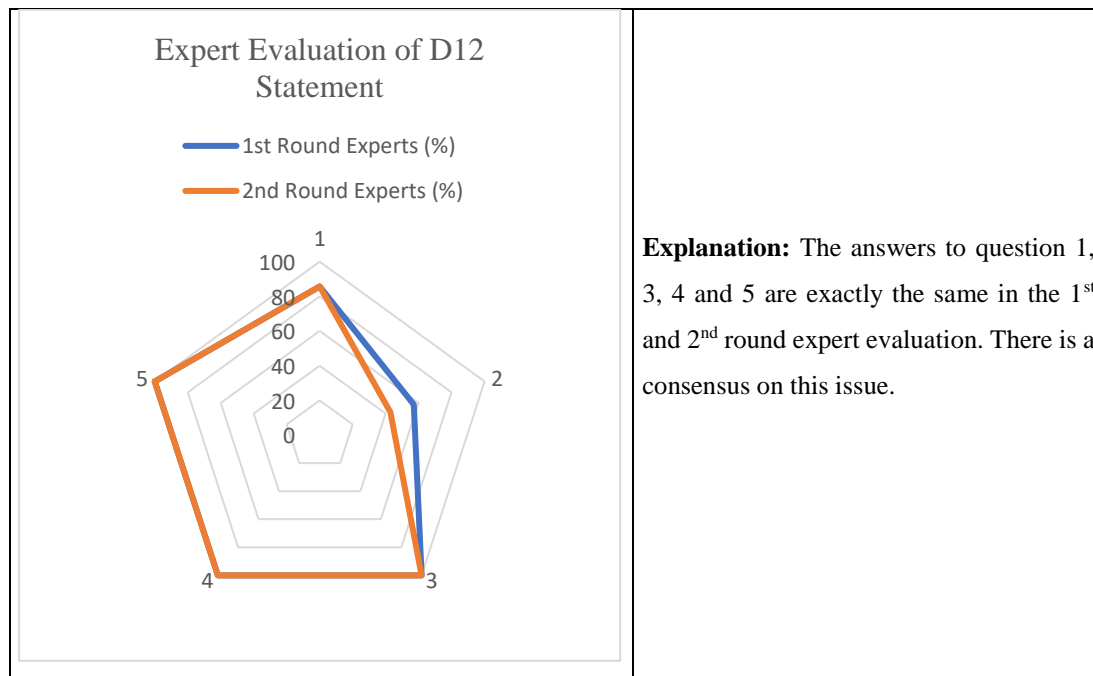 Expert Evaluation of D12
Statement
1st Round Experts (%)
2nd Round Experts (%)
1
100
80
60
40
20
0
2
3
4
5
Explanation: The answers to question 1,
3, 4 and 5 are exactly the same in the 1st
and 2nd round expert evaluation. There is a
consensus on this issue.